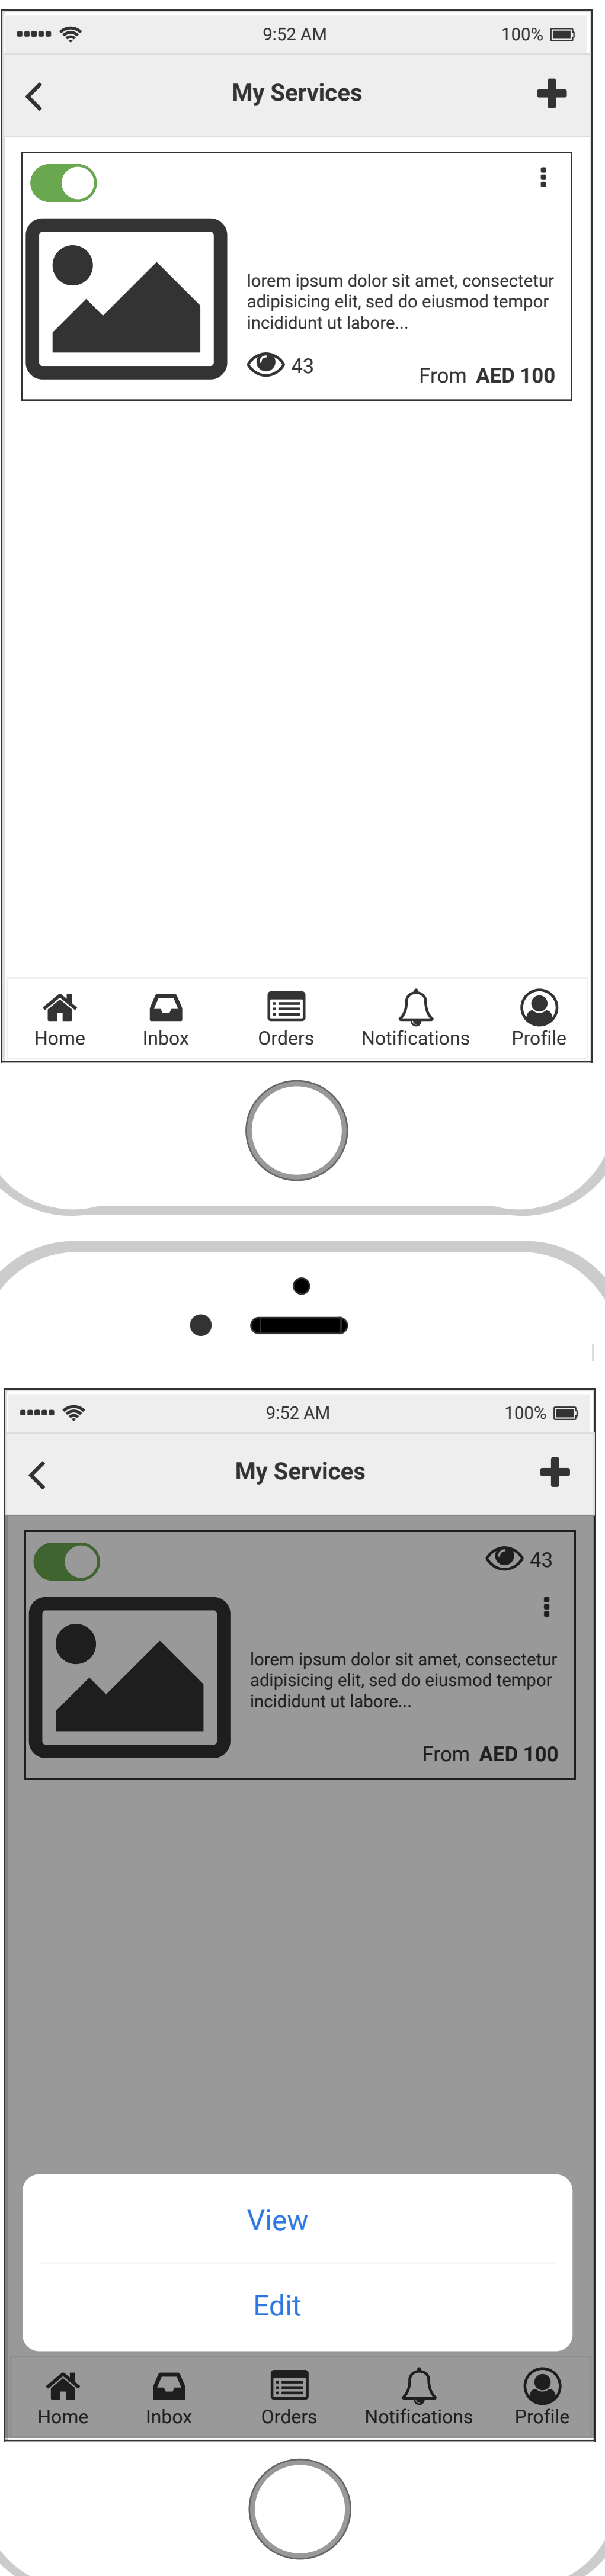 9:52 AM
100%
My Services
lorem ipsum dolor sit amet, consectetur
adipisicing elit, sed do eiusmod tempor
incididunt ut labore...
43
From AED 100
Home Inbox Orders Notifications Profile
9:52 AM
100%
My Services
43
lorem ipsum dolor sit amet, consectetur
adipisicing elit, sed do eiusmod tempor
incididunt ut labore...
From AED 100
View
Edit
Home Inbox Orders Notifications Profile